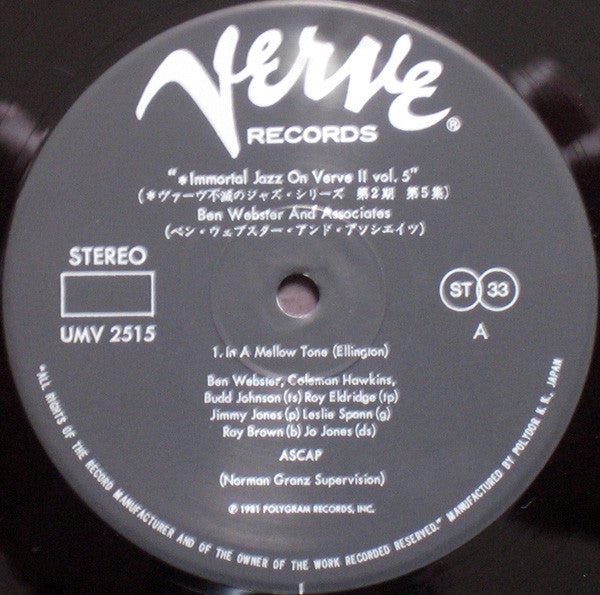 Verve
RECORDS
®
"*Immortal Jazz On Verve II vol. 5"
(*ヴァーヴ不滅のジャズ・シリーズ 第2期 第5集)
Ben Webster And Associates
(ベン・ウェブスター・アンド・アソシエイツ)
STEREO
UMV 2515
ST 33
A
1. In A Mellow Tone (Ellington)
Ben Webster, Coleman Hawkins,
Budd Johnson (ts) Roy Eldridge (tp)
Jimmy Jones (p) Leslie Spann (g)
Ray Brown (b) Jo Jones (ds)
ASCAP
(Norman Granz Supervision)
℗ 1981 POLYGRAM RECORDS, INC.
"ALL RIGHTS OF THE RECORD MANUFACTURER AND OF THE OWNER OF THE WORK RECORDED RESERVED." MANUFACTURED BY POLYDOR K.K., JAPAN